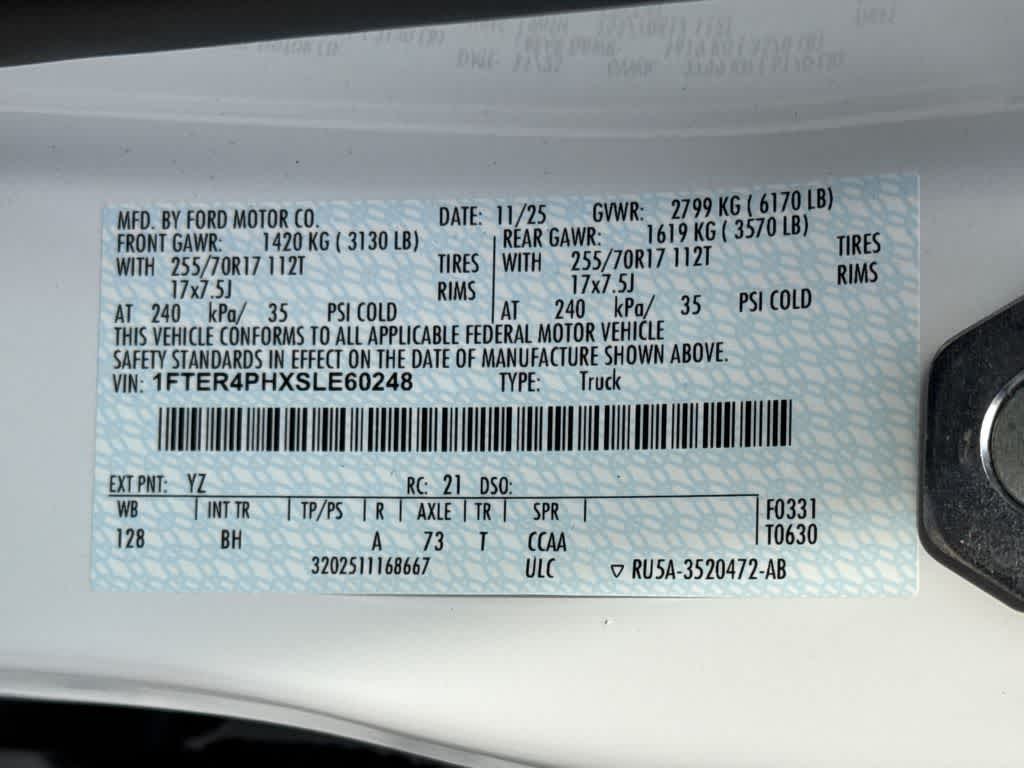 MFD. BY FORD MOTOR CO. DATE: 11/25 GVWR: 2799 KG ( 6170 LB)
FRONT GAWR: 1420 KG ( 3130 LB) REAR GAWR: 1619 KG ( 3570 LB)
WITH 255/70R17 112T TIRES WITH 255/70R17 112T TIRES
17x7.5J RIMS 17x7.5J RIMS
AT 240 kPa/ 35 PSI COLD AT 240 kPa/ 35 PSI COLD
THIS VEHICLE CONFORMS TO ALL APPLICABLE FEDERAL MOTOR VEHICLE
SAFETY STANDARDS IN EFFECT ON THE DATE OF MANUFACTURE SHOWN ABOVE.
VIN: 1FTER4PHXSLE60248 TYPE: Truck
EXT PNT: YZ RC: 21 DSO:
WB INT TR TP/PS R AXLE TR SPR F0331
128 BH A 73 T CCAA T0630
3202511168667 ULC ▽ RU5A-3520472-AB